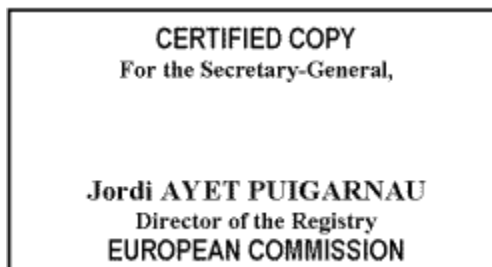 CERTIFIED COPY
For the Secretary-General,
Jordi AYET PUIGARNAU
Director of the Registry
EUROPEAN COMMISSION